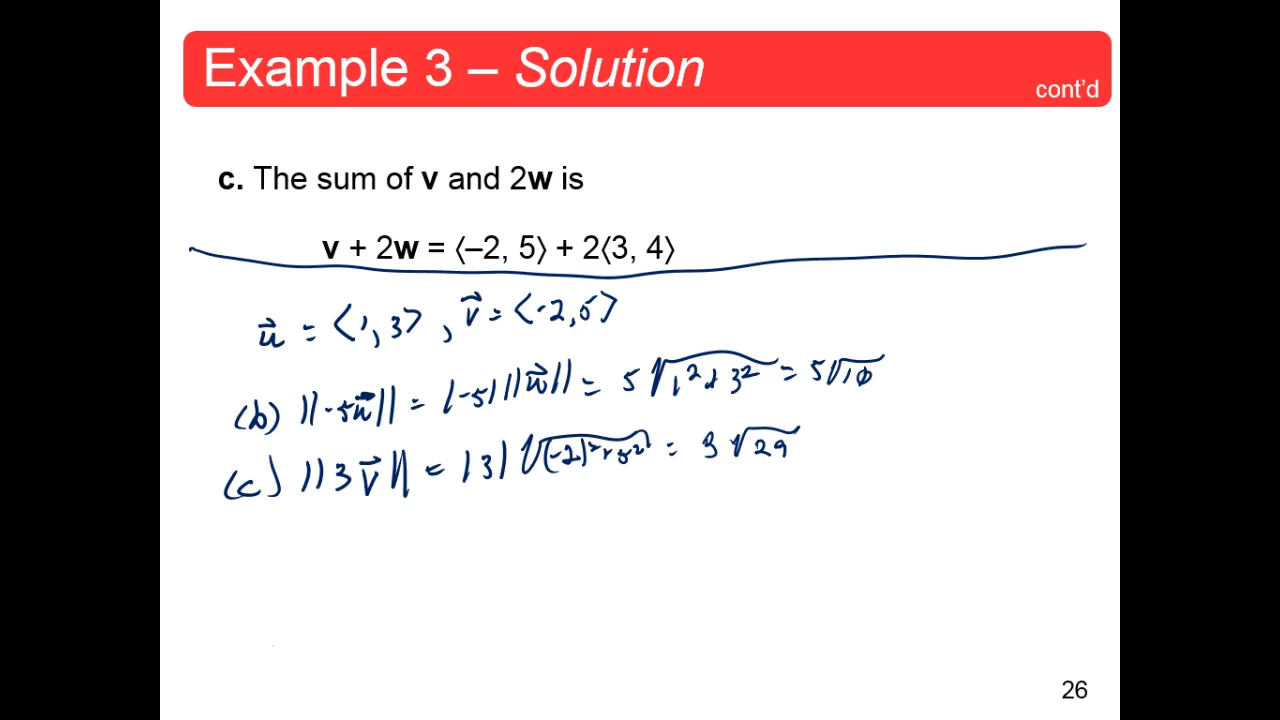 Example 3 – Solution
cont'd
c. The sum of v and 2w is
v + 2w = ⟨–2, 5⟩ + 2⟨3, 4⟩
u⃗ = ⟨1, 3⟩ , v⃗ = ⟨-2, 5⟩
(b) ||-5u⃗|| = |-5| ||u⃗|| = 5√(1² + 3²) = 5√10
(c) ||3v⃗|| = |3| √((-2)² + 5²) = 3√29
26